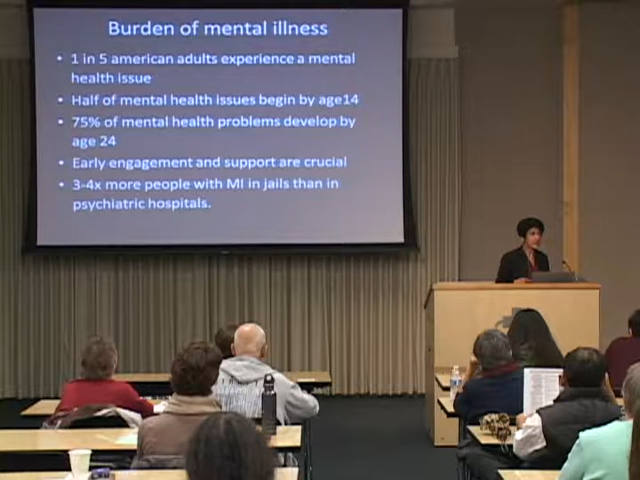 Burden of mental illness
• 1 in 5 american adults experience a mental
health issue
• Half of mental health issues begin by age14
• 75% of mental health problems develop by
age 24
• Early engagement and support are crucial
• 3-4x more people with MI in jails than in
psychiatric hospitals.